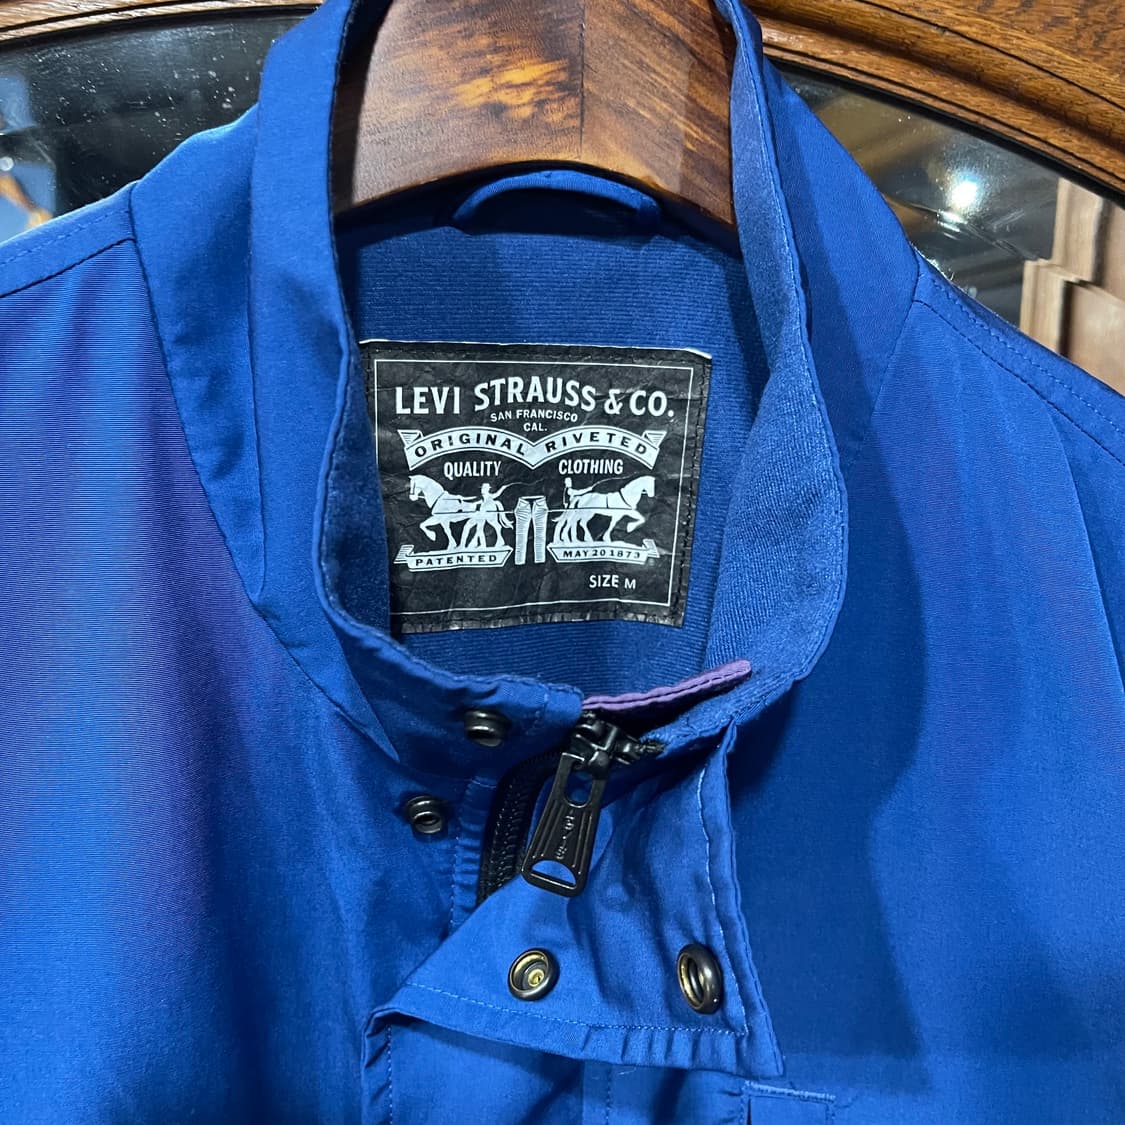 LEVI STRAUSS & CO.
SAN FRANCISCO
CAL.
ORIGINAL RIVETED
QUALITY CLOTHING
PATENTED MAY 20 1873
SIZE M